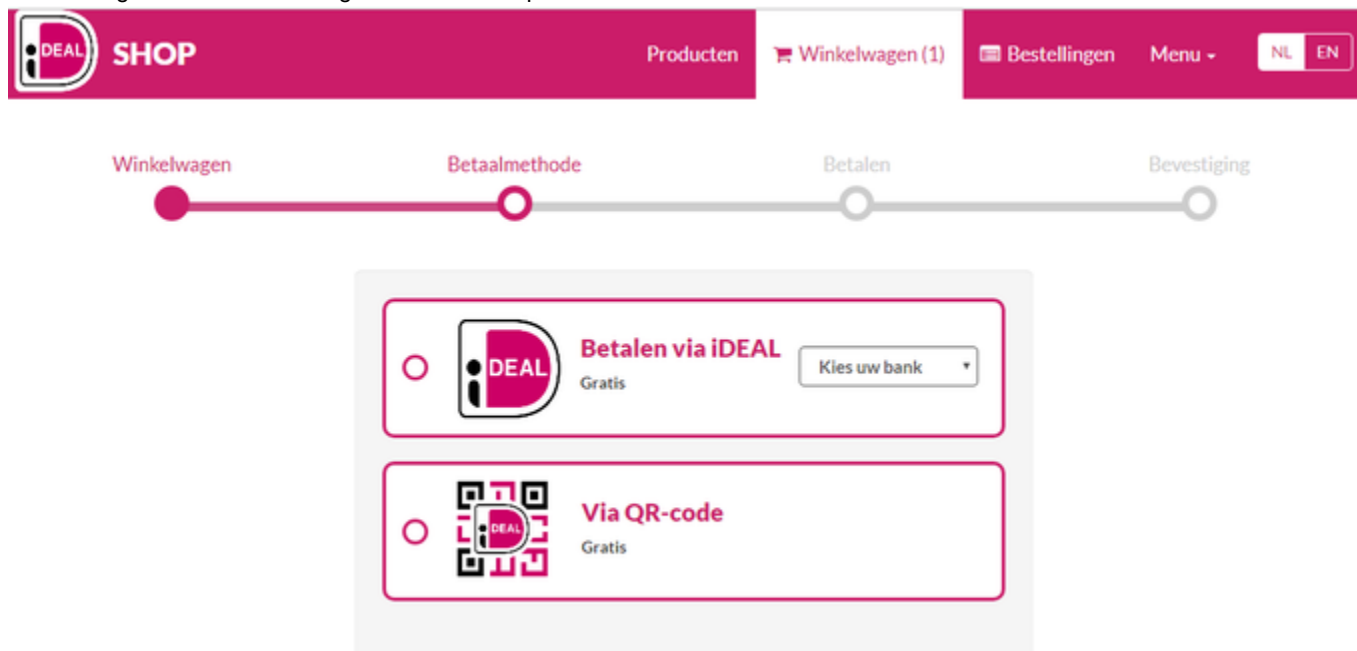 iDEAL SHOP Producten Winkelwagen (1) Bestellingen Menu NL EN
Winkelwagen Betaalmethode Betalen Bevestiging
iDEAL Betalen via iDEAL Kies uw bank
Gratis
iDEAL Via QR-code
Gratis